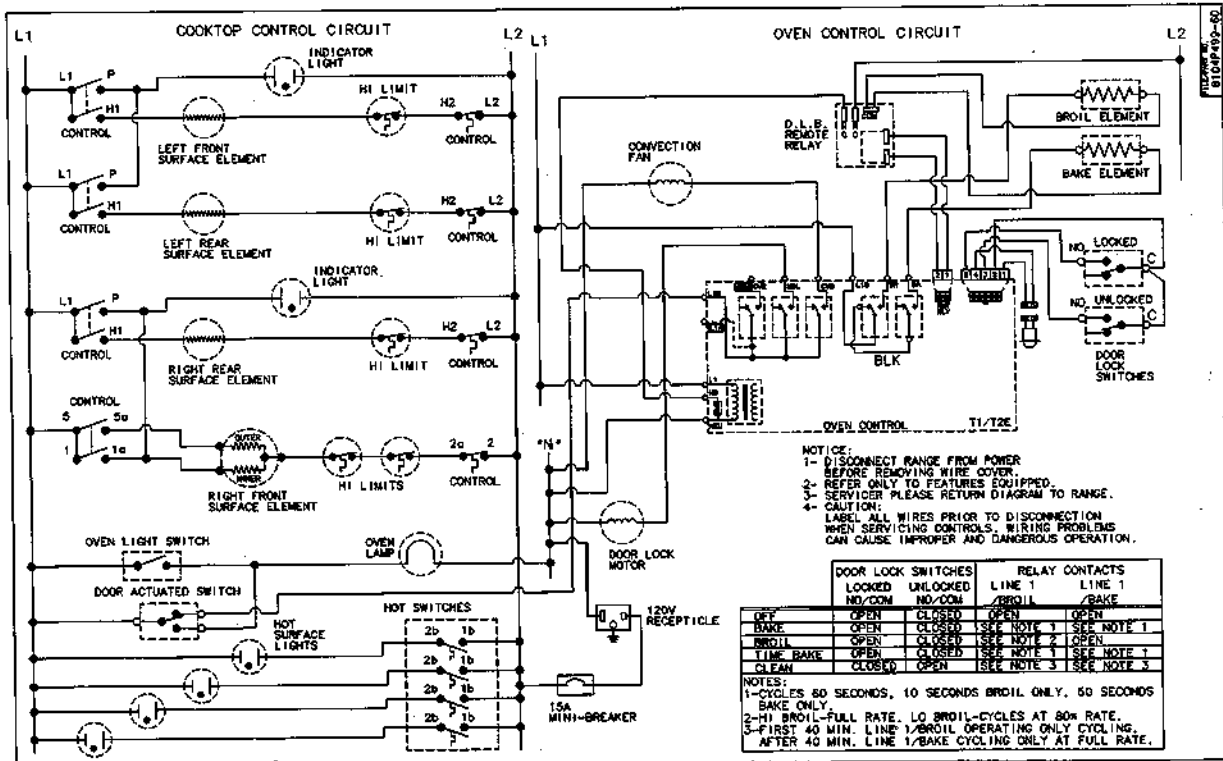 COOKTOP CONTROL CIRCUIT
L1
L2
INDICATOR
LIGHT
L1
P
H1
CONTROL
LEFT FRONT
SURFACE ELEMENT
HI LIMIT
H2
L2
CONTROL
L1
P
H1
CONTROL
LEFT REAR
SURFACE ELEMENT
HI LIMIT
H2
L2
CONTROL
INDICATOR
LIGHT
L1
P
H1
CONTROL
RIGHT REAR
SURFACE ELEMENT
HI LIMIT
H2
L2
CONTROL
CONTROL
5
5a
1
1a
OUTER
INNER
RIGHT FRONT
SURFACE ELEMENT
HI LIMITS
2a
2
CONTROL
OVEN LIGHT SWITCH
OVEN
LAMP
DOOR ACTUATED SWITCH
HOT
SURFACE
LIGHTS
HOT SWITCHES
2b
1b
2b
1b
2b
1b
2b
1b
OVEN CONTROL CIRCUIT
L1
L2
8104P499-60
D.L.B.
REMOTE
RELAY
BROIL ELEMENT
BAKE ELEMENT
CONVECTION
FAN
NO
LOCKED
C
NO
UNLOCKED
C
DOOR
LOCK
SWITCHES
BLK
OVEN CONTROL
T1/T2E
"N"
DOOR LOCK
MOTOR
120V
RECEPTICLE
15A
MINI-BREAKER
NOTICE:
1- DISCONNECT RANGE FROM POWER
BEFORE REMOVING WIRE COVER.
2- REFER ONLY TO FEATURES EQUIPPED.
3- SERVICER PLEASE RETURN DIAGRAM TO RANGE.
4- CAUTION:
LABEL ALL WIRES PRIOR TO DISCONNECTION
WHEN SERVICING CONTROLS. WIRING PROBLEMS
CAN CAUSE IMPROPER AND DANGEROUS OPERATION.
DOOR LOCK SWITCHES RELAY CONTACTS
LOCKED UNLOCKED LINE 1 LINE 1
NO/COM NO/COM /BROIL /BAKE
OFF OPEN CLOSED OPEN OPEN
BAKE OPEN CLOSED SEE NOTE 1 SEE NOTE 1
BROIL OPEN CLOSED SEE NOTE 2 OPEN
TIME BAKE OPEN CLOSED SEE NOTE 1 SEE NOTE 1
CLEAN CLOSED OPEN SEE NOTE 3 SEE NOTE 3
NOTES:
1-CYCLES 60 SECONDS, 10 SECONDS BROIL ONLY, 50 SECONDS
BAKE ONLY.
2-HI BROIL-FULL RATE. LO BROIL-CYCLES AT 80% RATE.
3-FIRST 40 MIN. LINE 1/BROIL OPERATING ONLY CYCLING.
AFTER 40 MIN. LINE 1/BAKE CYCLING ONLY AT FULL RATE.